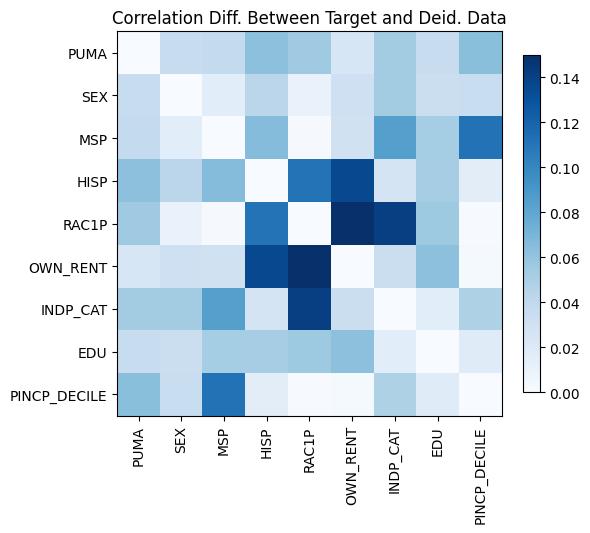 Correlation Diff. Between Target and Deid. Data
PUMA
SEX
MSP
HISP
RAC1P
OWN_RENT
INDP_CAT
EDU
PINCP_DECILE
PUMA
SEX
MSP
HISP
RAC1P
OWN_RENT
INDP_CAT
EDU
PINCP_DECILE
0.14
0.12
0.10
0.08
0.06
0.04
0.02
0.00